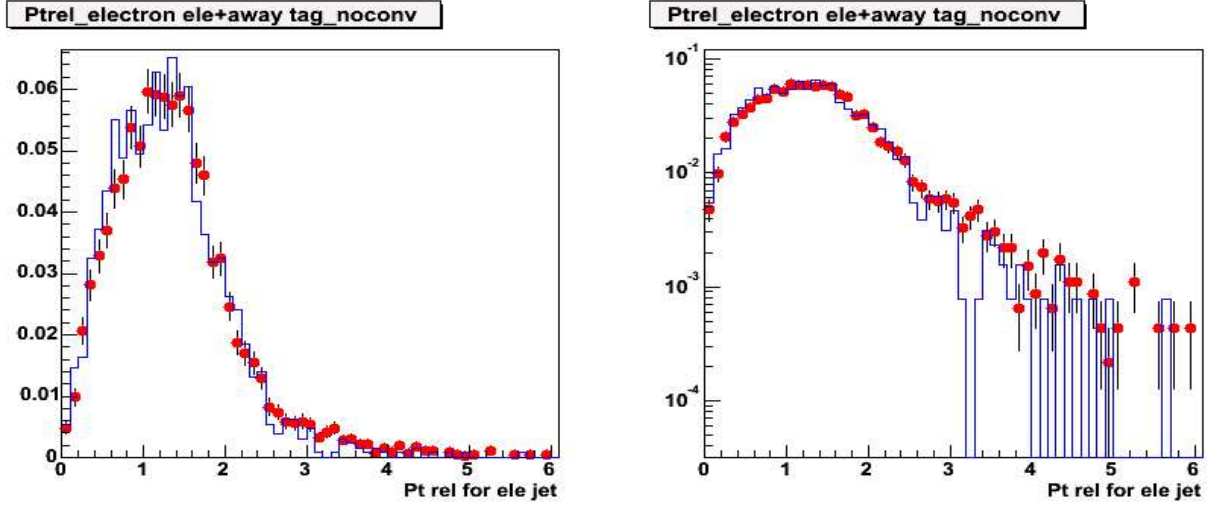 Ptrel_electron ele+away tag_noconv
0.06
0.05
0.04
0.03
0.02
0.01
0
0 1 2 3 4 5 6
Pt rel for ele jet
Ptrel_electron ele+away tag_noconv
10-1
10-2
10-3
10-4
0 1 2 3 4 5 6
Pt rel for ele jet